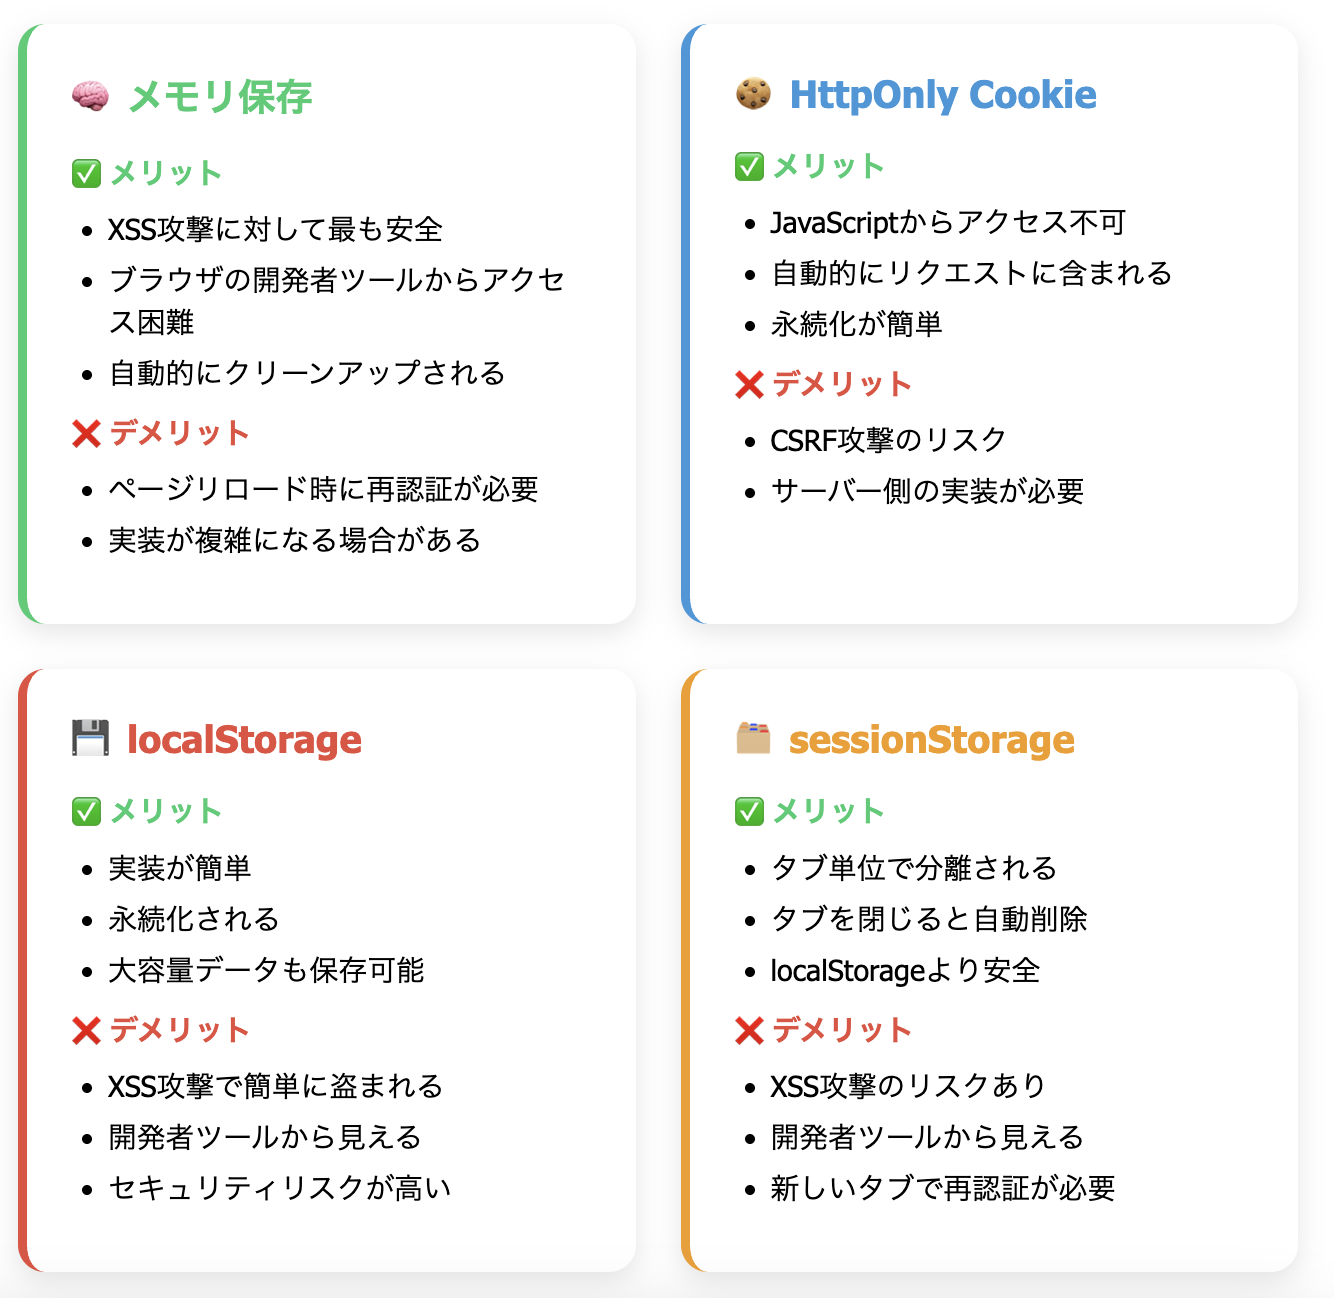 🧠 メモリ保存
✅ メリット
• XSS攻撃に対して最も安全
• ブラウザの開発者ツールからアクセ
ス困難
• 自動的にクリーンアップされる
❌ デメリット
• ページリロード時に再認証が必要
• 実装が複雑になる場合がある
🍪 HttpOnly Cookie
✅ メリット
• JavaScriptからアクセス不可
• 自動的にリクエストに含まれる
• 永続化が簡単
❌ デメリット
• CSRF攻撃のリスク
• サーバー側の実装が必要
💾 localStorage
✅ メリット
• 実装が簡単
• 永続化される
• 大容量データも保存可能
❌ デメリット
• XSS攻撃で簡単に盗まれる
• 開発者ツールから見える
• セキュリティリスクが高い
🗂️ sessionStorage
✅ メリット
• タブ単位で分離される
• タブを閉じると自動削除
• localStorageより安全
❌ デメリット
• XSS攻撃のリスクあり
• 開発者ツールから見える
• 新しいタブで再認証が必要